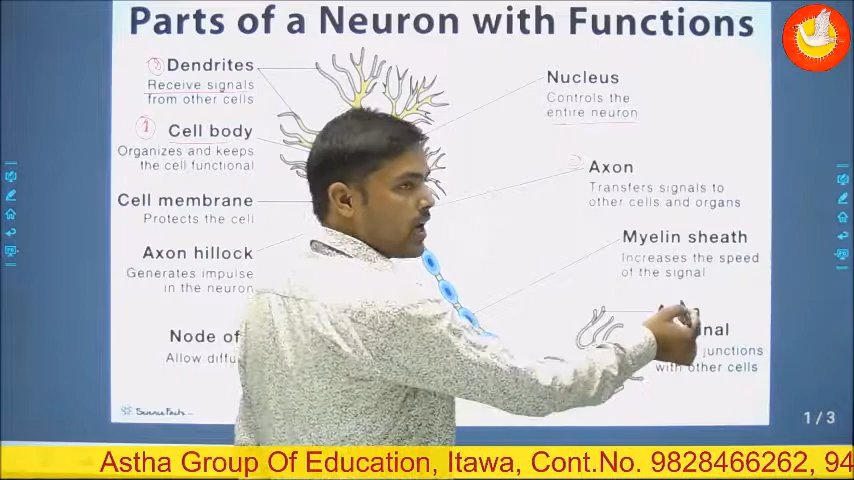 Parts of a Neuron with Functions
Dendrites
Receive signals
from other cells
Cell body
Organizes and keeps
the cell functional
Cell membrane
Protects the cell
Axon hillock
Generates impulse
in the neuron
Node of
Allow
Nucleus
Controls the
entire neuron
Axon
Transfers signals to
other cells and organs
Myelin sheath
Increases the speed
of the signal
junctions
with other cells
1/3
Astha Group Of Education, Itawa, Cont.No. 9828466262, 94